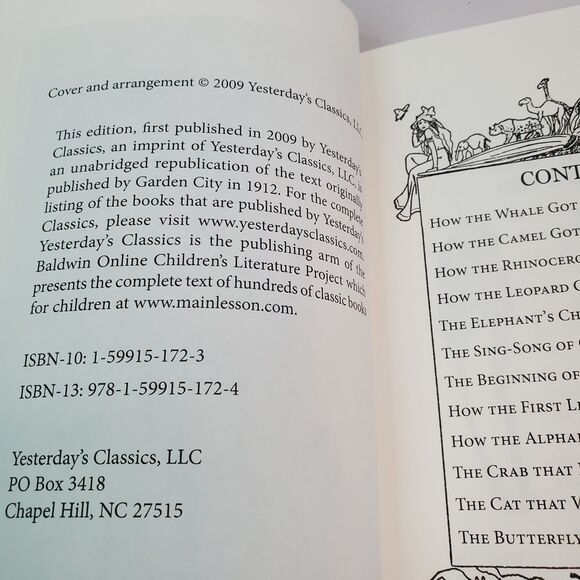 Cover and arrangement © 2009 Yesterday's Classics, LLC
This edition, first published in 2009 by Yesterday's
Classics, an imprint of Yesterday's Classics, LLC, is
an unabridged republication of the text originally
published by Garden City in 1912. For the complete
listing of the books that are published by Yesterday's
Classics, please visit www.yesterdaysclassics.com.
Yesterday's Classics is the publishing arm of the
Baldwin Online Children's Literature Project which
presents the complete text of hundreds of classic books
for children at www.mainlesson.com.
ISBN-10: 1-59915-172-3
ISBN-13: 978-1-59915-172-4
Yesterday's Classics, LLC
PO Box 3418
Chapel Hill, NC 27515
CONT
HOW THE WHALE GOT
HOW THE CAMEL GOT
HOW THE RHINOCERO
HOW THE LEOPARD G
THE ELEPHANT'S CH
THE SING-SONG OF
THE BEGINNING OF
HOW THE FIRST LE
HOW THE ALPHA
THE CRAB THAT
THE CAT THAT
THE BUTTERFLY